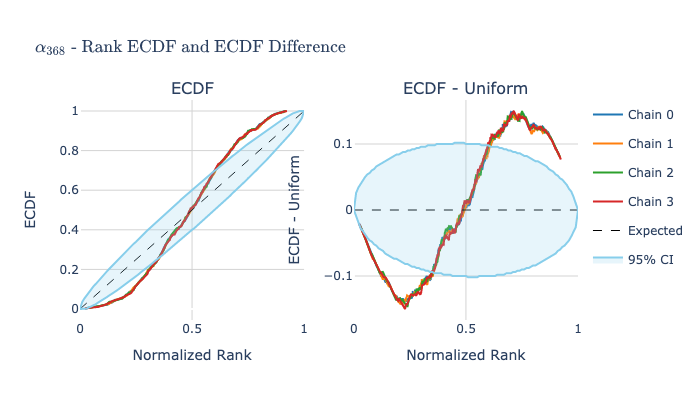 α₃₆₈ - Rank ECDF and ECDF Difference
ECDF
ECDF - Uniform
ECDF
1
0.8
0.6
0.4
0.2
0
0
0.5
1
Normalized Rank
ECDF - Uniform
0.1
0
−0.1
0
0.5
1
Normalized Rank
Chain 0
Chain 1
Chain 2
Chain 3
Expected
95% CI